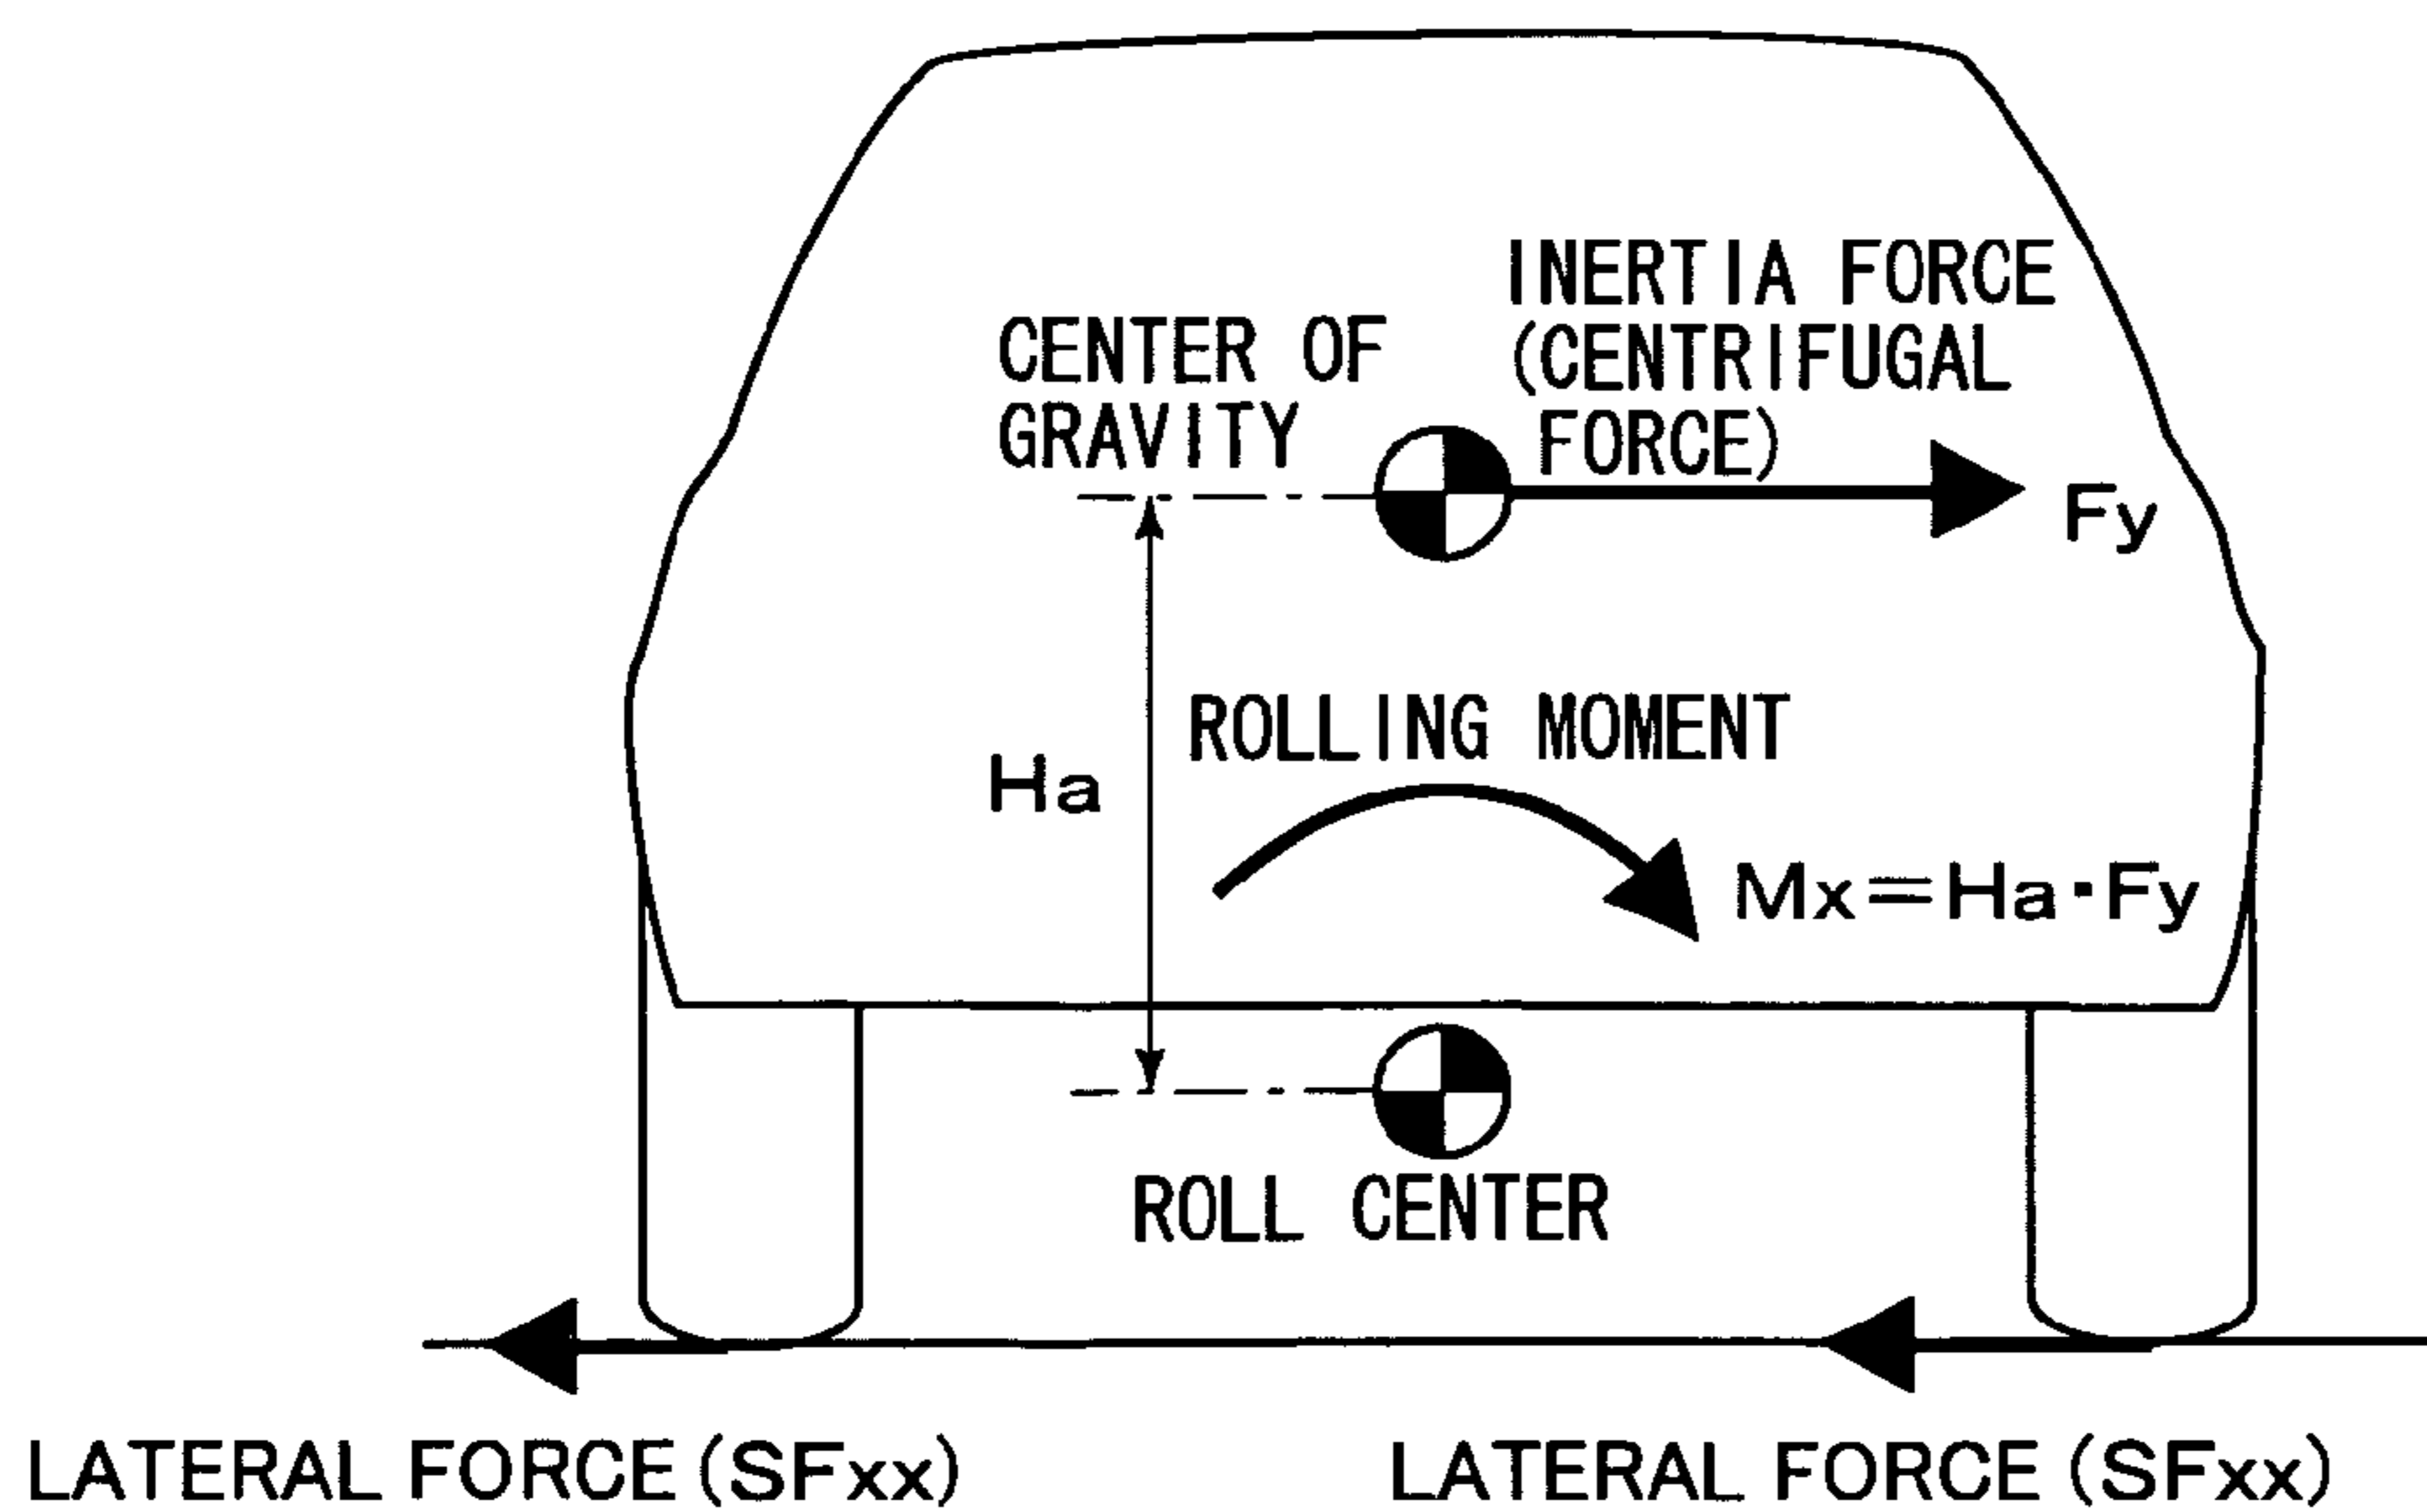 INERTIA FORCE
(CENTRIFUGAL
FORCE)
CENTER OF
GRAVITY
Fy
ROLLING MOMENT
Ha
Mx=Ha·Fy
ROLL CENTER
LATERAL FORCE (SFxx)
LATERAL FORCE (SFxx)